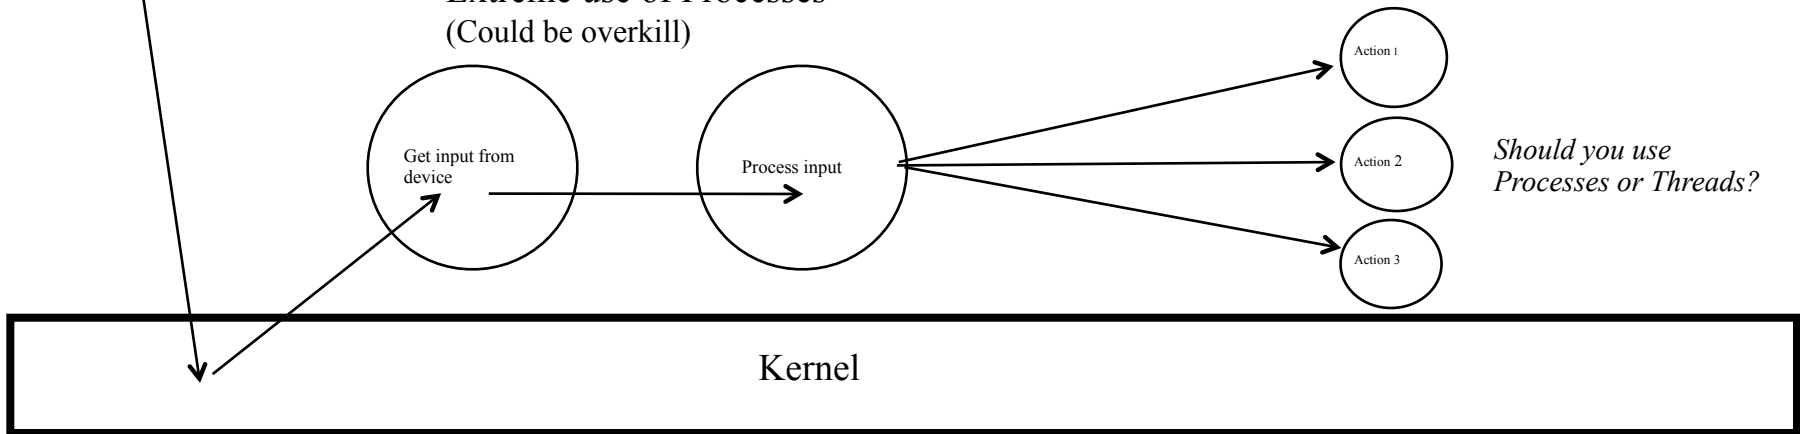 Extreme use of Processes
(Could be overkill)
Action 1
Get input from
device
Process input
Action 2
Should you use
Processes or Threads?
Action 3
Kernel